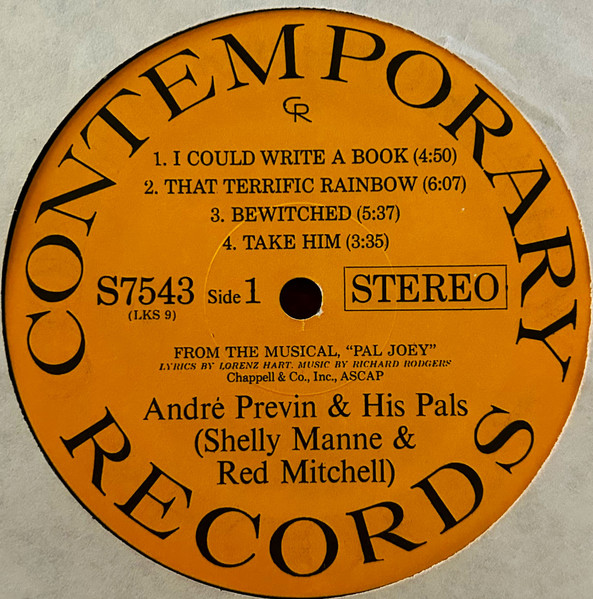 CONTEMPORARY
CR
1. I COULD WRITE A BOOK (4:50)
2. THAT TERRIFIC RAINBOW (6:07)
3. BEWITCHED (5:37)
4. TAKE HIM (3:35)
S7543 Side 1 STEREO
(LKS 9)
FROM THE MUSICAL, “PAL JOEY”
LYRICS BY LORENZ HART. MUSIC BY RICHARD RODGERS
Chappell & Co., Inc., ASCAP
André Previn & His Pals
(Shelly Manne &
Red Mitchell)
RECORDS